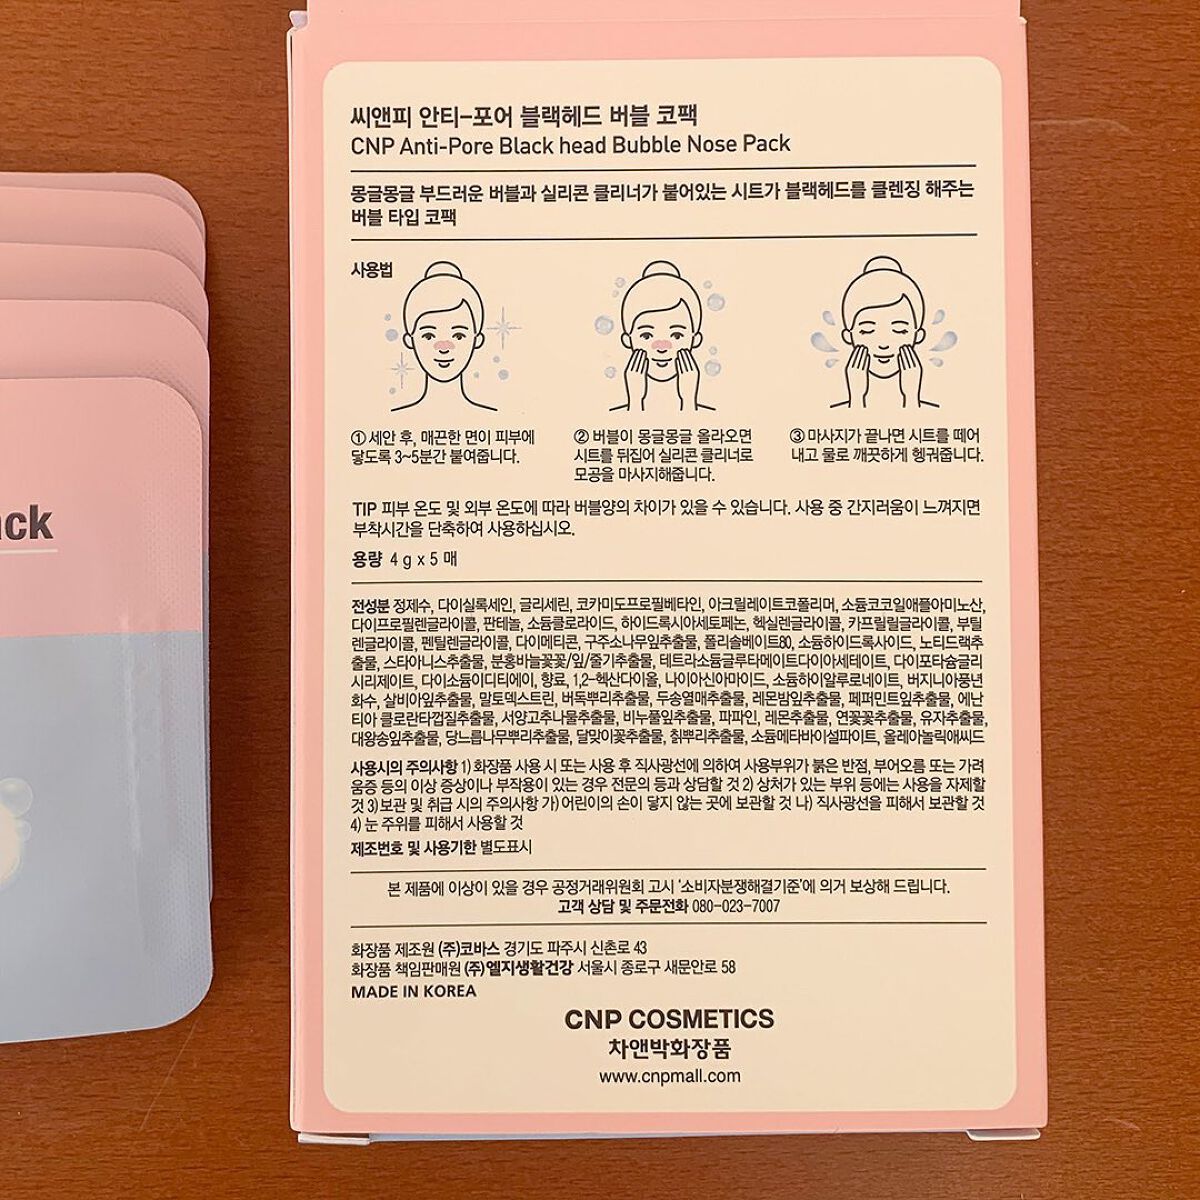 씨앤피 안티-포어 블랙헤드 버블 코팩
CNP Anti-Pore Black head Bubble Nose Pack
몽글몽글 부드러운 버블과 실리콘 클리너가 붙어있는 시트가 블랙헤드를 클렌징 해주는
버블 타입 코팩
사용법
① 세안 후, 매끈한 면이 피부에
닿도록 3~5분간 붙여줍니다.
② 버블이 몽글몽글 올라오면
시트를 뒤집어 실리콘 클리너로
모공을 마사지해줍니다.
③ 마사지가 끝나면 시트를 떼어
내고 물로 깨끗하게 헹궈줍니다.
TIP 피부 온도 및 외부 온도에 따라 버블양의 차이가 있을 수 있습니다. 사용 중 간지러움이 느껴지면
부착시간을 단축하여 사용하십시오.
용량 4 g x 5 매
전성분 정제수, 다이실록세인, 글리세린, 코카미도프로필베타인, 아크릴레이트코폴리머, 소듐코코일애플아미노산,
다이프로필렌글라이콜, 판테놀, 소듐클로라이드, 하이드록시아세토페논, 헥실렌글라이콜, 카프릴릴글라이콜, 부틸
렌글라이콜, 펜틸렌글라이콜, 다이메티콘, 구주소나무잎추출물, 폴리솔베이트80, 소듐하이드록사이드, 노티드랙추
출물, 스타아니스추출물, 분홍바늘꽃꽃/잎/줄기추출물, 테트라소듐글루타메이트다이아세테이트, 다이포타슘글리
시리제이트, 다이소듐이디티에이, 향료, 1,2-헥산다이올, 나이아신아마이드, 소듐하이알루로네이트, 버지니아풍년
화수, 살비아잎추출물, 말토덱스트린, 버독뿌리추출물, 두송열매추출물, 레몬밤잎추출물, 페퍼민트잎추출물, 에난
티아 클로란타껍질추출물, 서양고추나물추출물, 비누풀잎추출물, 파파인, 레몬추출물, 연꽃꽃추출물, 유자추출물,
대왕송잎추출물, 당느릅나무뿌리추출물, 달맞이꽃추출물, 칡뿌리추출물, 소듐메타바이설파이트, 올레아놀릭애씨드
사용시의 주의사항 1) 화장품 사용 시 또는 사용 후 직사광선에 의하여 사용부위가 붉은 반점, 부어오름 또는 가려
움증 등의 이상 증상이나 부작용이 있는 경우 전문의 등과 상담할 것 2) 상처가 있는 부위 등에는 사용을 자제할
것 3) 보관 및 취급 시의 주의사항 가) 어린이의 손이 닿지 않는 곳에 보관할 것 나) 직사광선을 피해서 보관할 것
4) 눈 주위를 피해서 사용할 것
제조번호 및 사용기한 별도표시
본 제품에 이상이 있을 경우 공정거래위원회 고시 '소비자분쟁해결기준'에 의거 보상해 드립니다.
고객 상담 및 주문전화 080-023-7007
화장품 제조원 (주)코바스 경기도 파주시 신촌로 43
화장품 책임판매원 (주)엘지생활건강 서울시 종로구 새문안로 58
MADE IN KOREA
CNP COSMETICS
차앤박화장품
www.cnpmall.com
ack